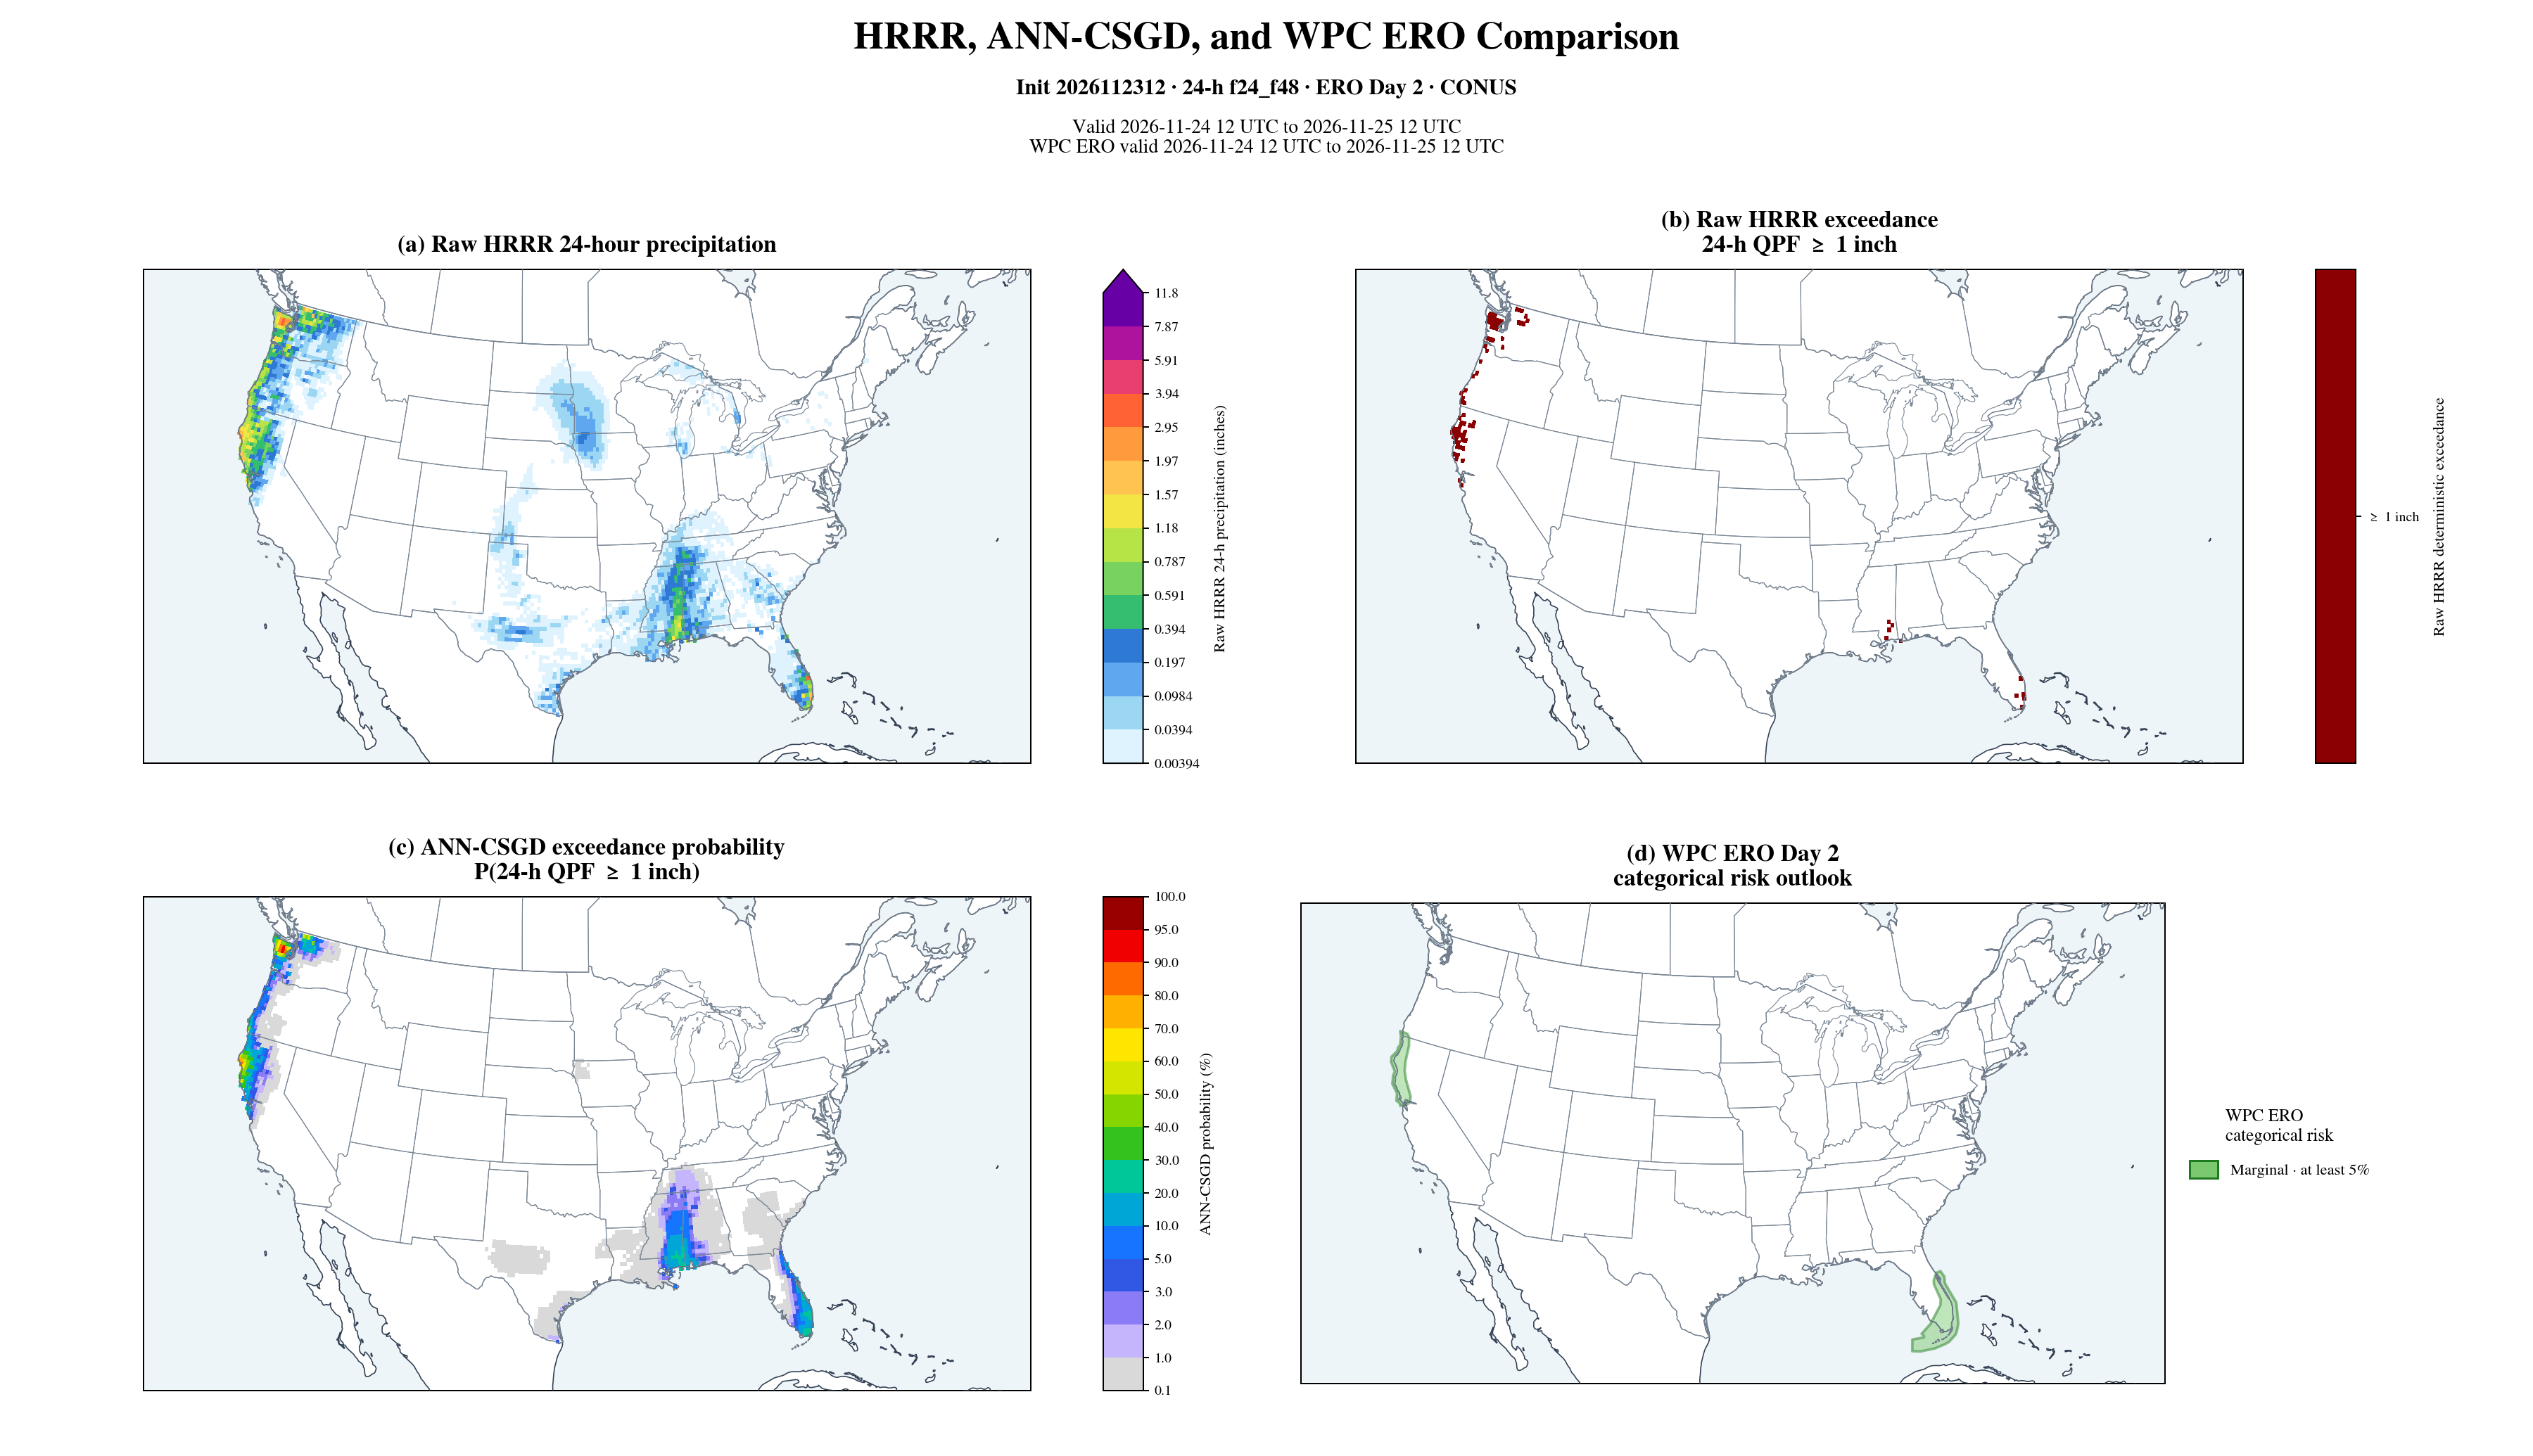 HRRR, ANN-CSGD, and WPC ERO Comparison
Init 2026112312 · 24-h f24_f48 · ERO Day 2 · CONUS
Valid 2026-11-24 12 UTC to 2026-11-25 12 UTC
WPC ERO valid 2026-11-24 12 UTC to 2026-11-25 12 UTC
(a) Raw HRRR 24-hour precipitation
11.8
7.87
5.91
3.94
2.95
1.97
1.57
1.18
0.787
0.591
0.394
0.197
0.0984
0.0394
0.00394
Raw HRRR 24-h precipitation (inches)
(b) Raw HRRR exceedance
24-h QPF ≥ 1 inch
≥ 1 inch
Raw HRRR deterministic exceedance
(c) ANN-CSGD exceedance probability
P(24-h QPF ≥ 1 inch)
100.0
95.0
90.0
80.0
70.0
60.0
50.0
40.0
30.0
20.0
10.0
5.0
3.0
2.0
1.0
0.1
ANN-CSGD probability (%)
(d) WPC ERO Day 2
categorical risk outlook
WPC ERO
categorical risk
Marginal · at least 5%